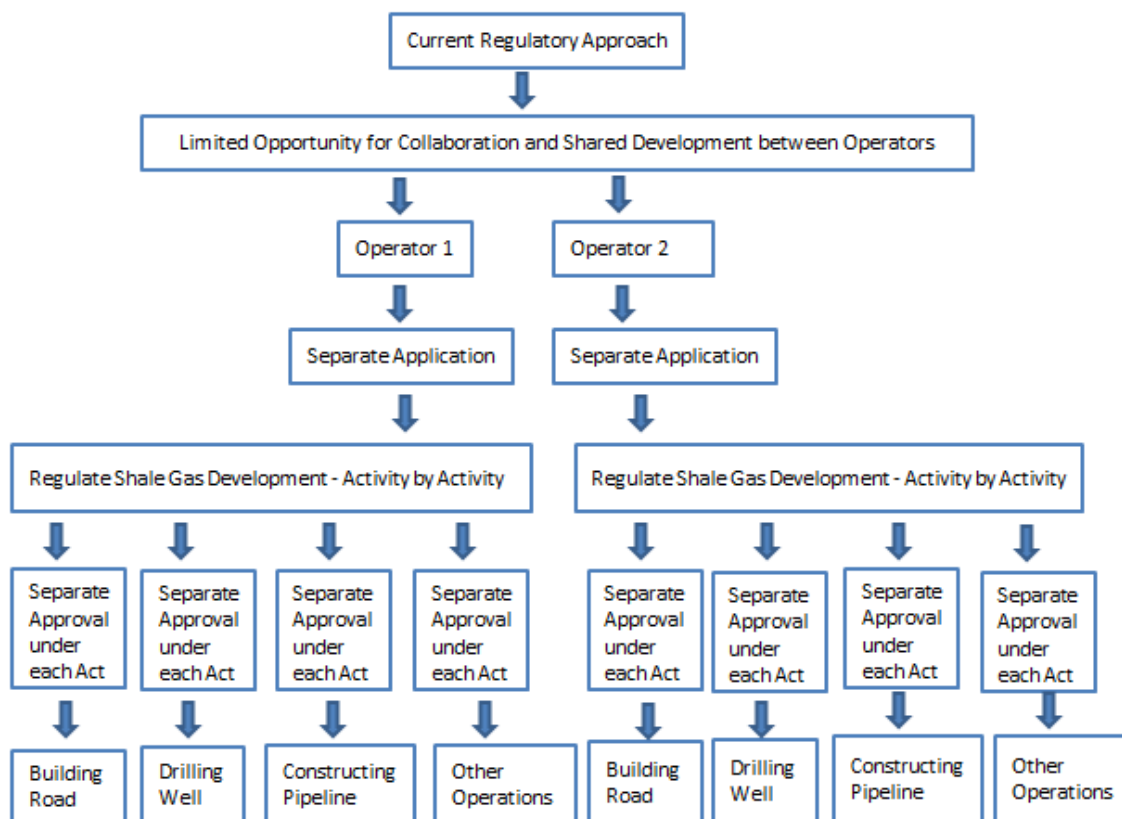 Current Regulatory Approach
Limited Opportunity for Collaboration and Shared Development between Operators
Operator 1
Operator 2
Separate Application
Separate Application
Regulate Shale Gas Development - Activity by Activity
Regulate Shale Gas Development - Activity by Activity
Separate
Approval
under
each Act
Separate
Approval
under
each Act
Separate
Approval
under
each Act
Separate
Approval
under
each Act
Separate
Approval
under
each Act
Separate
Approval
under
each Act
Separate
Approval
under
each Act
Separate
Approval
under
each Act
Building
Road
Drilling
Well
Constructing
Pipeline
Other
Operations
Building
Road
Drilling
Well
Constructing
Pipeline
Other
Operations